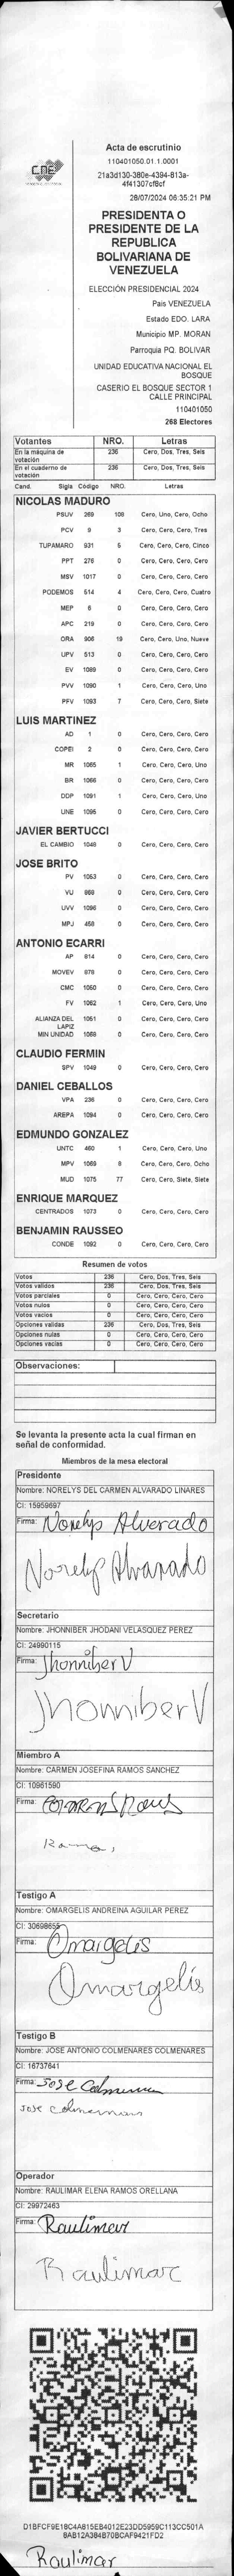 CNE
Acta de escrutinio
110401050.01.1.0001
21a3d130-380e-4394-813a-
4f41307cf8cf
28/07/2024 06:35:21 PM
PRESIDENTA O
PRESIDENTE DE LA
REPUBLICA
BOLIVARIANA DE
VENEZUELA
ELECCIÓN PRESIDENCIAL 2024
Pais VENEZUELA
Estado EDO. LARA
Municipio MP. MORAN
Parroquia PQ. BOLIVAR
UNIDAD EDUCATIVA NACIONAL EL
BOSQUE
CASERIO EL BOSQUE SECTOR 1
CALLE PRINCIPAL
110401050
268 Electores
Votantes NRO. Letras
En la máquina de votación 236 Cero, Dos, Tres, Seis
En el cuaderno de votación 236 Cero, Dos, Tres, Seis
Cand. Sigla Código NRO. Letras
NICOLAS MADURO
PSUV 269 108 Cero, Uno, Cero, Ocho
PCV 9 3 Cero, Cero, Cero, Tres
TUPAMARO 931 5 Cero, Cero, Cero, Cinco
PPT 276 0 Cero, Cero, Cero, Cero
MSV 1017 0 Cero, Cero, Cero, Cero
PODEMOS 514 4 Cero, Cero, Cero, Cuatro
MEP 6 0 Cero, Cero, Cero, Cero
APC 219 0 Cero, Cero, Cero, Cero
ORA 906 19 Cero, Cero, Uno, Nueve
UPV 513 0 Cero, Cero, Cero, Cero
EV 1089 0 Cero, Cero, Cero, Cero
PVV 1090 1 Cero, Cero, Cero, Uno
PFV 1093 7 Cero, Cero, Cero, Siete
LUIS MARTINEZ
AD 1 0 Cero, Cero, Cero, Cero
COPEI 2 0 Cero, Cero, Cero, Cero
MR 1065 1 Cero, Cero, Cero, Uno
BR 1066 0 Cero, Cero, Cero, Cero
DDP 1091 1 Cero, Cero, Cero, Uno
UNE 1095 0 Cero, Cero, Cero, Cero
JAVIER BERTUCCI
EL CAMBIO 1048 0 Cero, Cero, Cero, Cero
JOSE BRITO
PV 1053 0 Cero, Cero, Cero, Cero
VU 959 0 Cero, Cero, Cero, Cero
UVV 1096 0 Cero, Cero, Cero, Cero
MPJ 458 0 Cero, Cero, Cero, Cero
ANTONIO ECARRI
AP 814 0 Cero, Cero, Cero, Cero
MOVEV 978 0 Cero, Cero, Cero, Cero
CMC 1050 0 Cero, Cero, Cero, Cero
FV 1062 1 Cero, Cero, Cero, Uno
ALIANZA DEL LAPIZ 1051 0 Cero, Cero, Cero, Cero
MIN UNIDAD 1068 0 Cero, Cero, Cero, Cero
CLAUDIO FERMIN
SPV 1049 0 Cero, Cero, Cero, Cero
DANIEL CEBALLOS
VPA 236 0 Cero, Cero, Cero, Cero
AREPA 1094 0 Cero, Cero, Cero, Cero
EDMUNDO GONZALEZ
UNTC 460 1 Cero, Cero, Cero, Uno
MPV 1069 8 Cero, Cero, Cero, Ocho
MUD 1075 77 Cero, Cero, Siete, Siete
ENRIQUE MARQUEZ
CENTRADOS 1073 0 Cero, Cero, Cero, Cero
BENJAMIN RAUSSEO
CONDE 1092 0 Cero, Cero, Cero, Cero
Resumen de votos
Votos 236 Cero, Dos, Tres, Seis
Votos validos 236 Cero, Dos, Tres, Seis
Votos parciales 0 Cero, Cero, Cero, Cero
Votos nulos 0 Cero, Cero, Cero, Cero
Votos vacios 0 Cero, Cero, Cero, Cero
Opciones validas 236 Cero, Dos, Tres, Seis
Opciones nulas 0 Cero, Cero, Cero, Cero
Opciones vacias 0 Cero, Cero, Cero, Cero
Observaciones:
Se levanta la presente acta la cual firman en
señal de conformidad.
Miembros de la mesa electoral
Presidente
Nombre: NORELYS DEL CARMEN ALVARADO LINARES
CI: 15959697
Firma: Norelys Alverado
Norelys Alvarado
Secretario
Nombre: JHONNIBER JHODANI VELASQUEZ PEREZ
CI: 24990115
Firma: Jhonniber V
Jhonniber V
Miembro A
Nombre: CARMEN JOSEFINA RAMOS SANCHEZ
CI: 10961590
Firma:
Testigo A
Nombre: OMARGELIS ANDREINA AGUILAR PEREZ
CI: 30698655
Firma: Omargelis
Omargelis
Testigo B
Nombre: JOSE ANTONIO COLMENARES COLMENARES
CI: 16737641
Firma: Jose Colmenares
Jose Colmenares
Operador
Nombre: RAULIMAR ELENA RAMOS ORELLANA
CI: 29972463
Firma: Raulimar
Raulimar
D1BFCF9E18C4A815EB4012E23DD5959C113CC501A
8AB12A384B70BCAF9421FD2
Raulimar